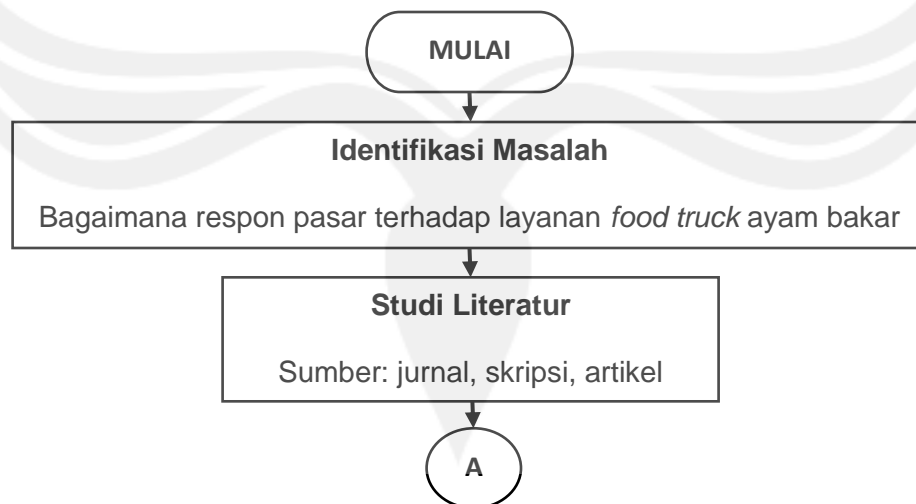 MULAI
Identifikasi Masalah
Bagaimana respon pasar terhadap layanan food truck ayam bakar
Studi Literatur
Sumber: jurnal, skripsi, artikel
A